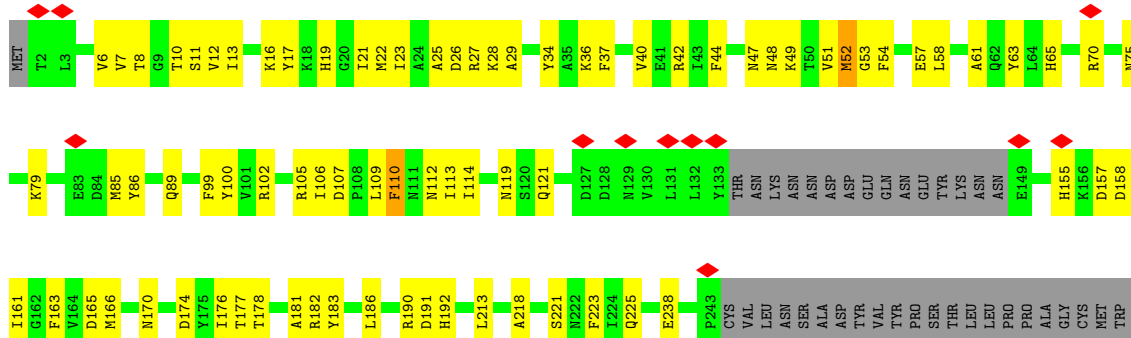 MET T2 L3 V6 V7 T8 G9 T10 S11 V12 I13 K16 Y17 K18 H19 G20 I21 M22 I23 A24 A25 D26 R27 K28 A29 Y34 A35 K36 F37 V40 E41 R42 I43 F44 N47 N48 K49 T50 V51 M52 G53 F54 E57 L58 A61 Q62 Y63 L64 H65 R70 N75
K79 E83 D84 M85 Y86 Q89 F99 Y100 V101 R102 R105 I106 D107 P108 L109 F110 N111 N112 I113 I114 N119 S120 Q121 D127 D128 N129 V130 L131 L132 Y133 THR ASN LYS ASN ASN ASP ASP GLU GLN ASN GLU TYR LYS ASN ASN E149 H155 K156 D157 D158
I161 G162 F163 V164 D165 M166 N170 D174 Y175 I176 T177 T178 A181 R182 Y183 L186 R190 D191 H192 L213 A218 S221 N222 F223 I224 Q225 E238 P243 CYS VAL LEU ASN SER ALA ASP TYR VAL TYR PRO SER THR LEU LEU PRO PRO ALA GLY CYS MET TRP